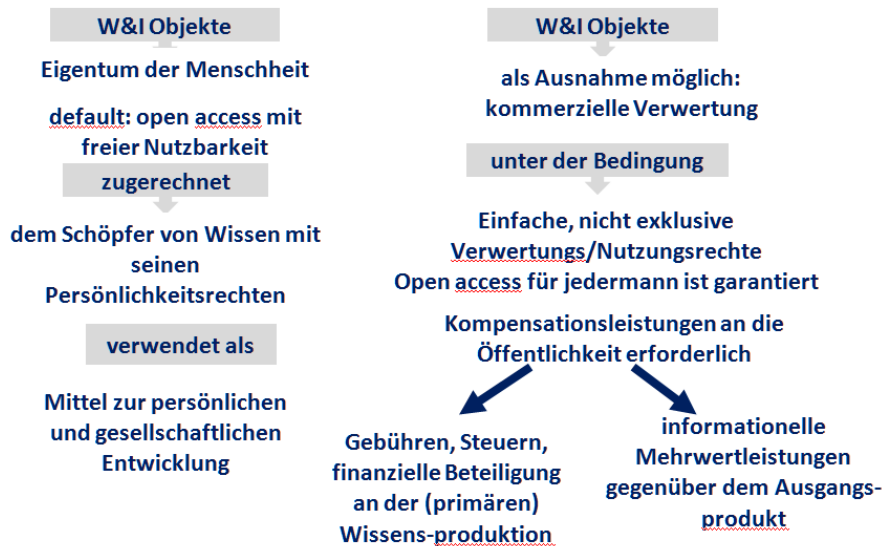 W&I Objekte
Eigentum der Menschheit
default: open access mit
freier Nutzbarkeit
zugerechnet
dem Schöpfer von Wissen mit
seinen
Persönlichkeitsrechten
verwendet als
Mittel zur persönlichen
und gesellschaftlichen
Entwicklung
W&I Objekte
als Ausnahme möglich:
kommerzielle Verwertung
unter der Bedingung
Einfache, nicht exklusive
Verwertungs/Nutzungsrechte
Open access für jedermann ist garantiert
Kompensationsleistungen an die
Öffentlichkeit erforderlich
Gebühren, Steuern,
finanzielle Beteiligung
an der (primären)
Wissens-produktion
informationelle
Mehrwertleistungen
gegenüber dem Ausgangs-
produkt